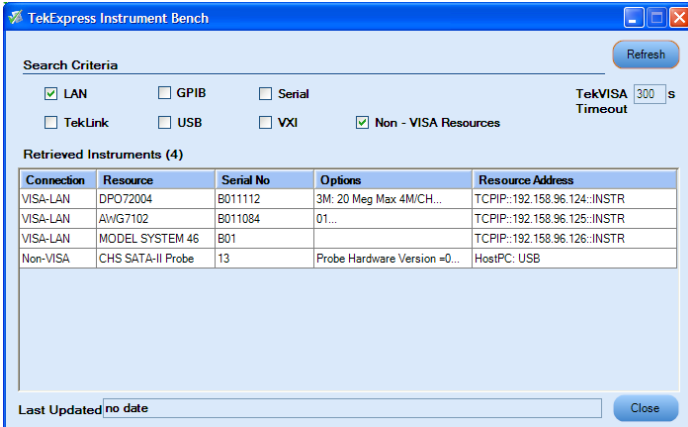 TekExpress Instrument Bench
Refresh
Search Criteria
LAN GPIB Serial TekVISA Timeout 300 s
TekLink USB VXI Non - VISA Resources
Retrieved Instruments (4)
Connection Resource Serial No Options Resource Address
VISA-LAN DPO72004 B011112 3M: 20 Meg Max 4M/CH... TCPIP::192.158.96.124::INSTR
VISA-LAN AWG7102 B011084 01... TCPIP::192.158.96.125::INSTR
VISA-LAN MODEL SYSTEM 46 B01 TCPIP::192.158.96.126::INSTR
Non-VISA CHS SATA-II Probe 13 Probe Hardware Version =0... HostPC: USB
Last Updated no date Close